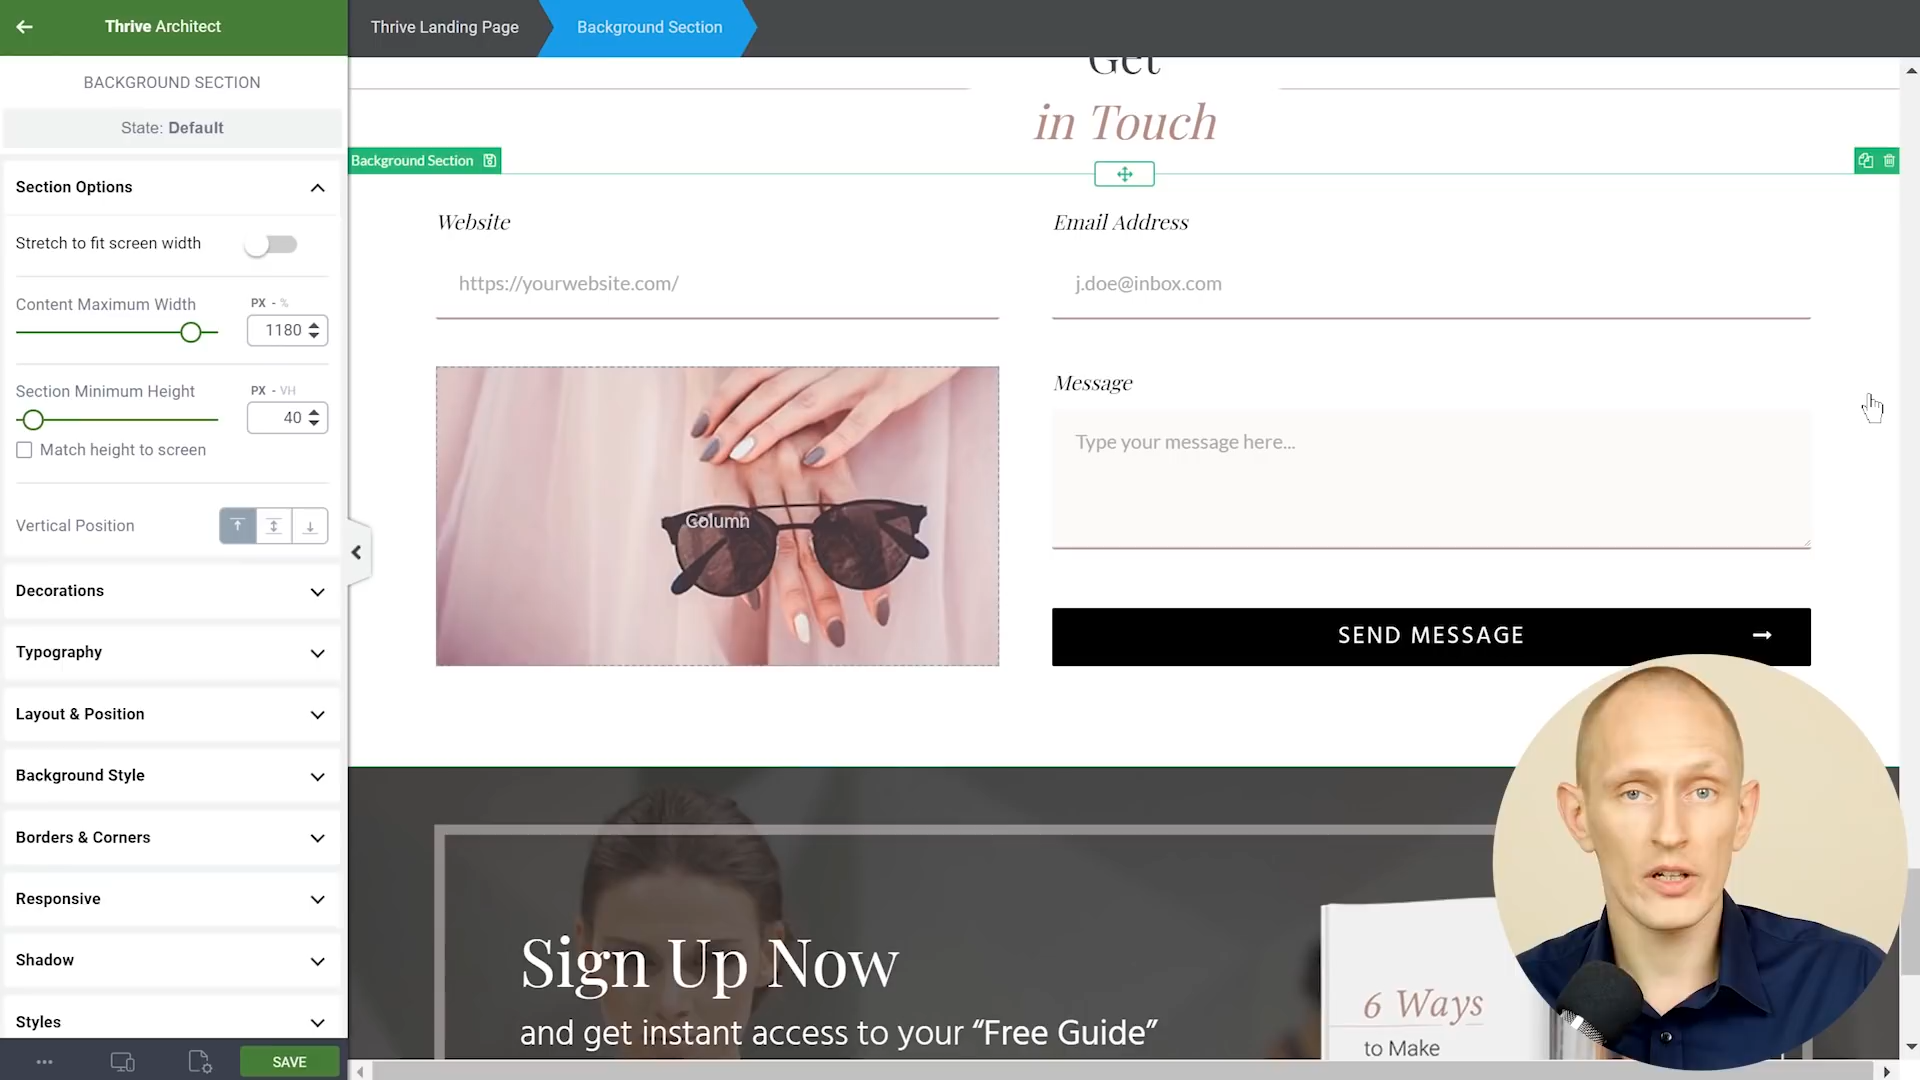 Thrive Architect
BACKGROUND SECTION
State: Default
Section Options
Stretch to fit screen width
Content Maximum Width
PX - %
1180
Section Minimum Height
PX - VH
40
Match height to screen
Vertical Position
Decorations
Typography
Layout & Position
Background Style
Borders & Corners
Responsive
Shadow
Styles
SAVE
Thrive Landing Page
Background Section
Get
in Touch
Background Section
Website
https://yourwebsite.com/
Email Address
j.doe@inbox.com
Column
Message
Type your message here...
SEND MESSAGE
Sign Up Now
and get instant access to your “Free Guide”
6 Ways
to Make